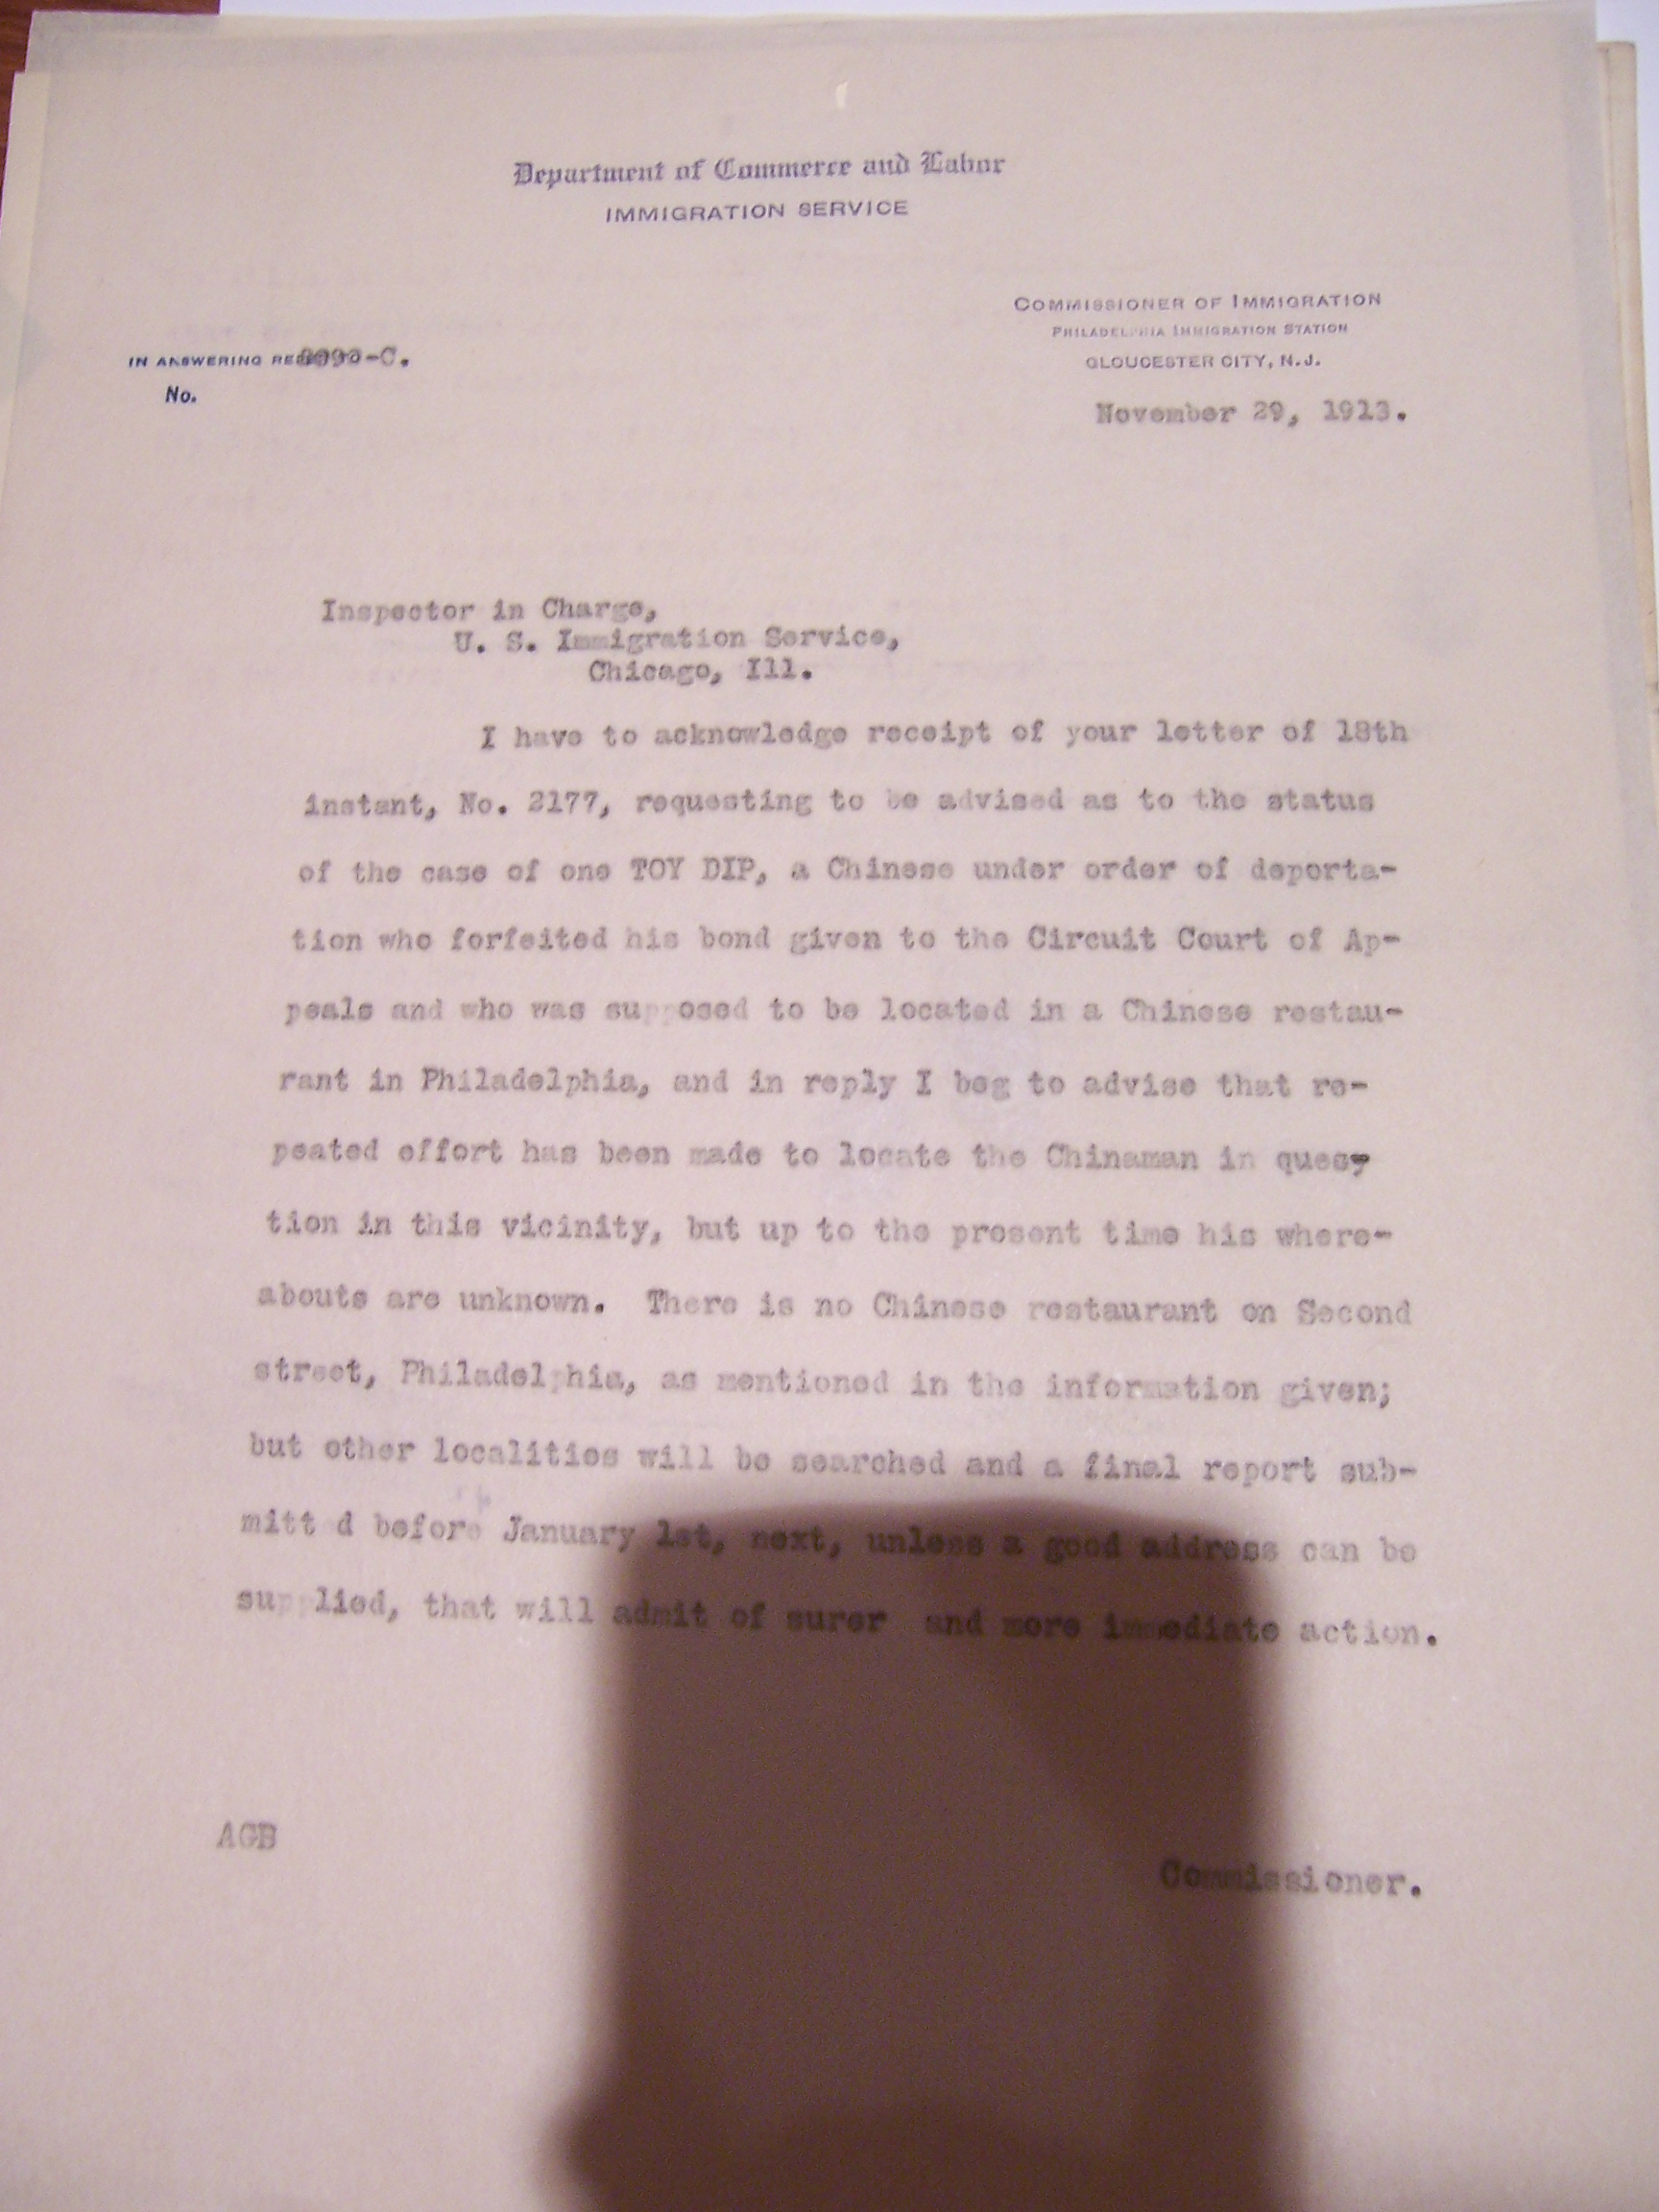 Department of Commerce and Labor
IMMIGRATION SERVICE
COMMISSIONER OF IMMIGRATION
PHILADELPHIA IMMIGRATION STATION
GLOUCESTER CITY, N.J.
IN ANSWERING -C.
No.
November 29, 1913.
Inspector in Charge,
U. S. Immigration Service,
Chicago, Ill.
I have to acknowledge receipt of your letter of 18th
instant, No. 2177, requesting to be advised as to the status
of the case of one TOY DIP, a Chinese under order of deporta-
tion who forfeited his bond given to the Circuit Court of Ap-
peals and who was supposed to be located in a Chinese restau-
rant in Philadelphia, and in reply I beg to advise that re-
peated effort has been made to locate the Chinaman in ques-
tion in this vicinity, but up to the present time his where-
abouts are unknown. There is no Chinese restaurant on Second
street, Philadelphia, as mentioned in the information given;
but other localities will be searched and a final report sub-
mitt d before January 1st, next, unless a good address can be
supplied, that will admit of surer and more immediate action.
AGB
Commissioner.